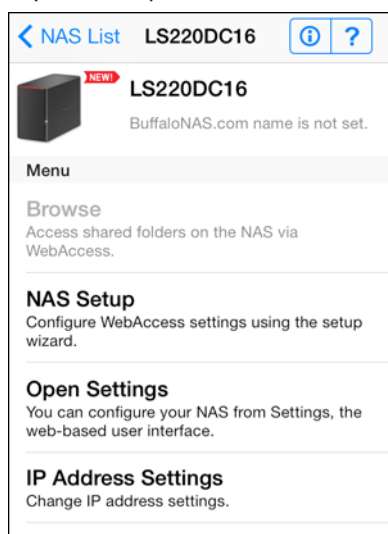 NAS List LS220DC16 ?
NEW!
LS220DC16
BuffaloNAS.com name is not set.
Menu
Browse
Access shared folders on the NAS via
WebAccess.
NAS Setup
Configure WebAccess settings using the setup
wizard.
Open Settings
You can configure your NAS from Settings, the
web-based user interface.
IP Address Settings
Change IP address settings.